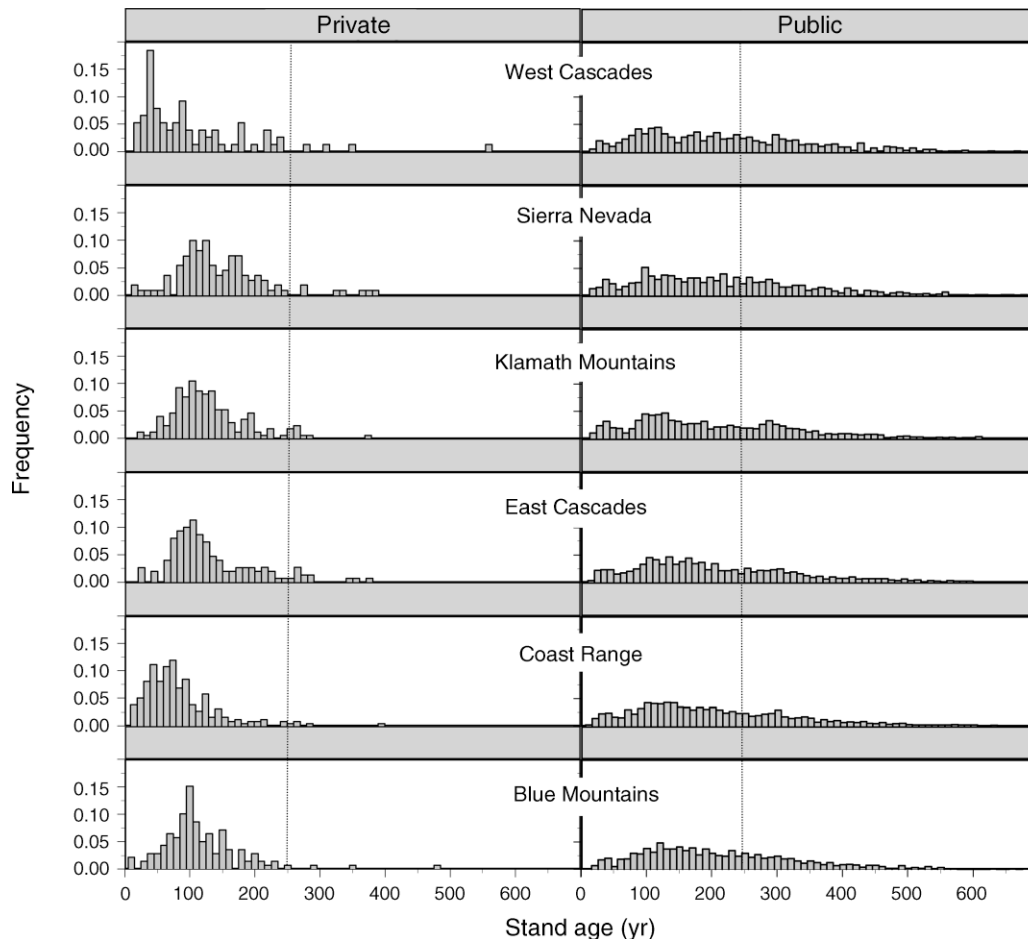 Private Public
West Cascades
0.15
0.10
0.05
0.00
Sierra Nevada
0.15
0.10
0.05
0.00
Klamath Mountains
0.15
0.10
0.05
0.00
East Cascades
0.15
0.10
0.05
0.00
Coast Range
0.15
0.10
0.05
0.00
Blue Mountains
0.15
0.10
0.05
0.00
Frequency
0 100 200 300 400 500 600 0 100 200 300 400 500 600
Stand age (yr)